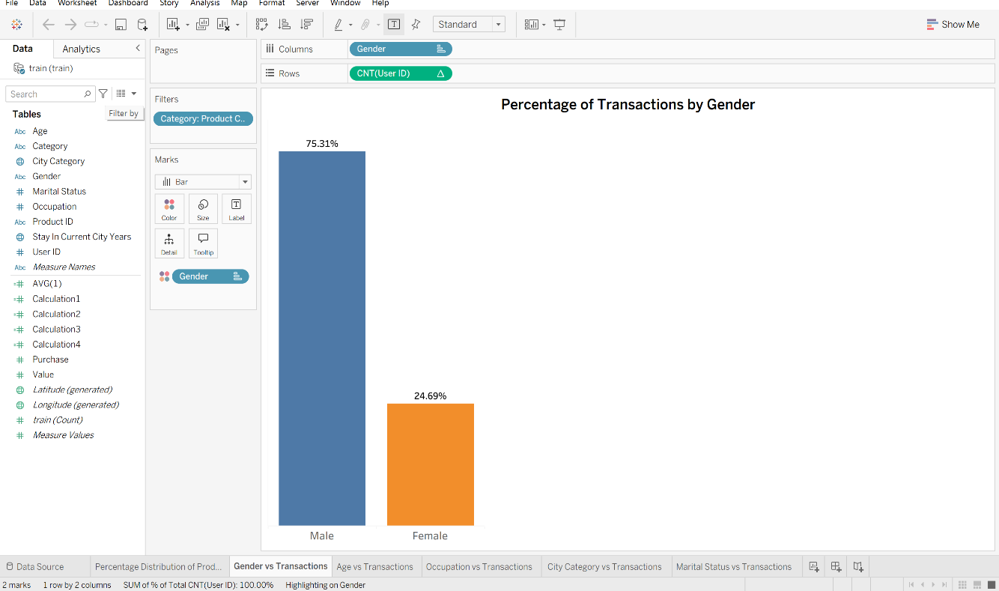 File Data Worksheet Dashboard Story Analysis Map Format Server Window Help
Standard
Show Me
Data Analytics
train (train)
Search
Filter by
Tables
Abc Age
Abc Category
City Category
Abc Gender
# Marital Status
# Occupation
Abc Product ID
Stay In Current City Years
# User ID
Abc Measure Names
=# AVG(1)
=# Calculation1
=# Calculation2
=# Calculation3
=# Calculation4
# Purchase
# Value
Latitude (generated)
Longitude (generated)
# train (Count)
# Measure Values
Pages
Filters
Category: Product C..
Marks
Bar
Color Size Label
Detail Tooltip
Gender
Columns Gender
Rows CNT(User ID)
Percentage of Transactions by Gender
75.31%
24.69%
Male Female
Data Source Percentage Distribution of Prod... Gender vs Transactions Age vs Transactions Occupation vs Transactions City Category vs Transactions Marital Status vs Transactions
2 marks 1 row by 2 columns SUM of % of Total CNT(User ID): 100.00% Highlighting on Gender